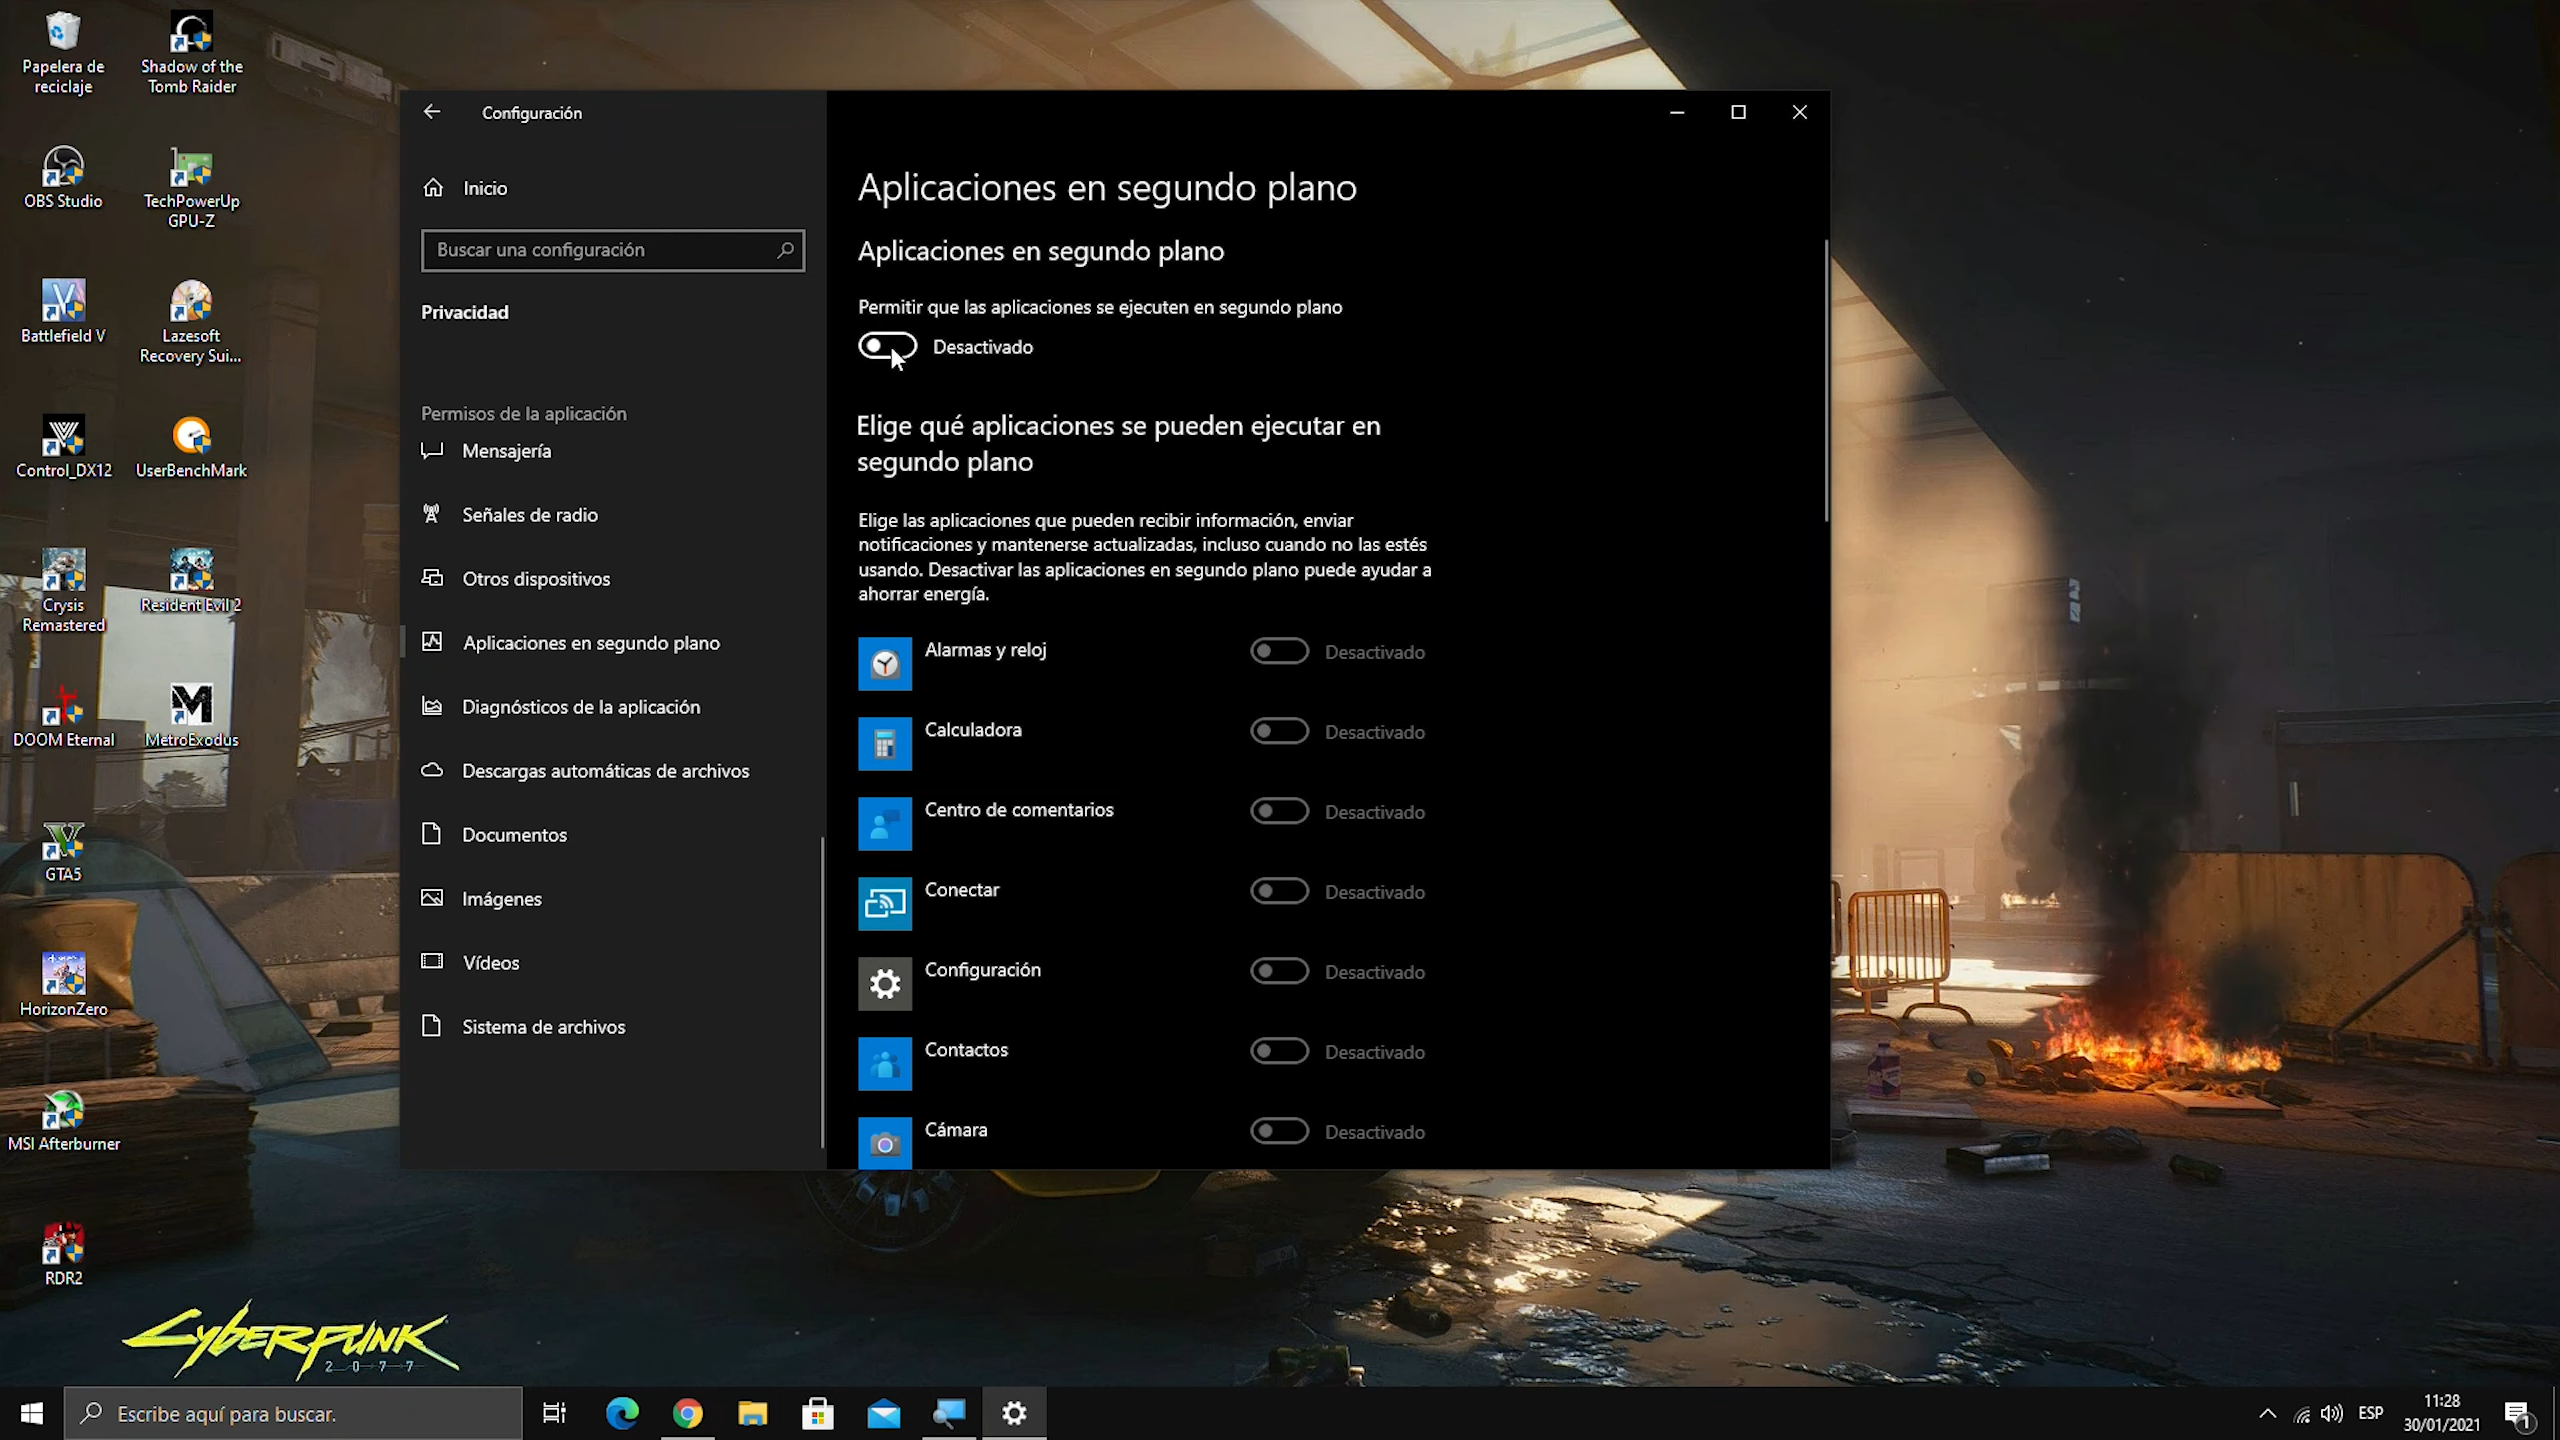 Papelera de
reciclaje
Shadow of the
Tomb Raider
OBS Studio
TechPowerUp
GPU-Z
Battlefield V
Lazesoft
Recovery Sui...
Control_DX12
UserBenchMark
Crysis
Remastered
Resident Evil 2
DOOM Eternal
MetroExodus
GTA5
HorizonZero
MSI Afterburner
RDR2
CYBERPUNK
2077
Configuración
Inicio
Buscar una configuración
Privacidad
Permisos de la aplicación
Mensajería
Señales de radio
Otros dispositivos
Aplicaciones en segundo plano
Diagnósticos de la aplicación
Descargas automáticas de archivos
Documentos
Imágenes
Vídeos
Sistema de archivos
Aplicaciones en segundo plano
Aplicaciones en segundo plano
Permitir que las aplicaciones se ejecuten en segundo plano
Desactivado
Elige qué aplicaciones se pueden ejecutar en
segundo plano
Elige las aplicaciones que pueden recibir información, enviar
notificaciones y mantenerse actualizadas, incluso cuando no las estés
usando. Desactivar las aplicaciones en segundo plano puede ayudar a
ahorrar energía.
Alarmas y reloj Desactivado
Calculadora Desactivado
Centro de comentarios Desactivado
Conectar Desactivado
Configuración Desactivado
Contactos Desactivado
Cámara Desactivado
Escribe aquí para buscar.
ESP
11:28
30/01/2021
1